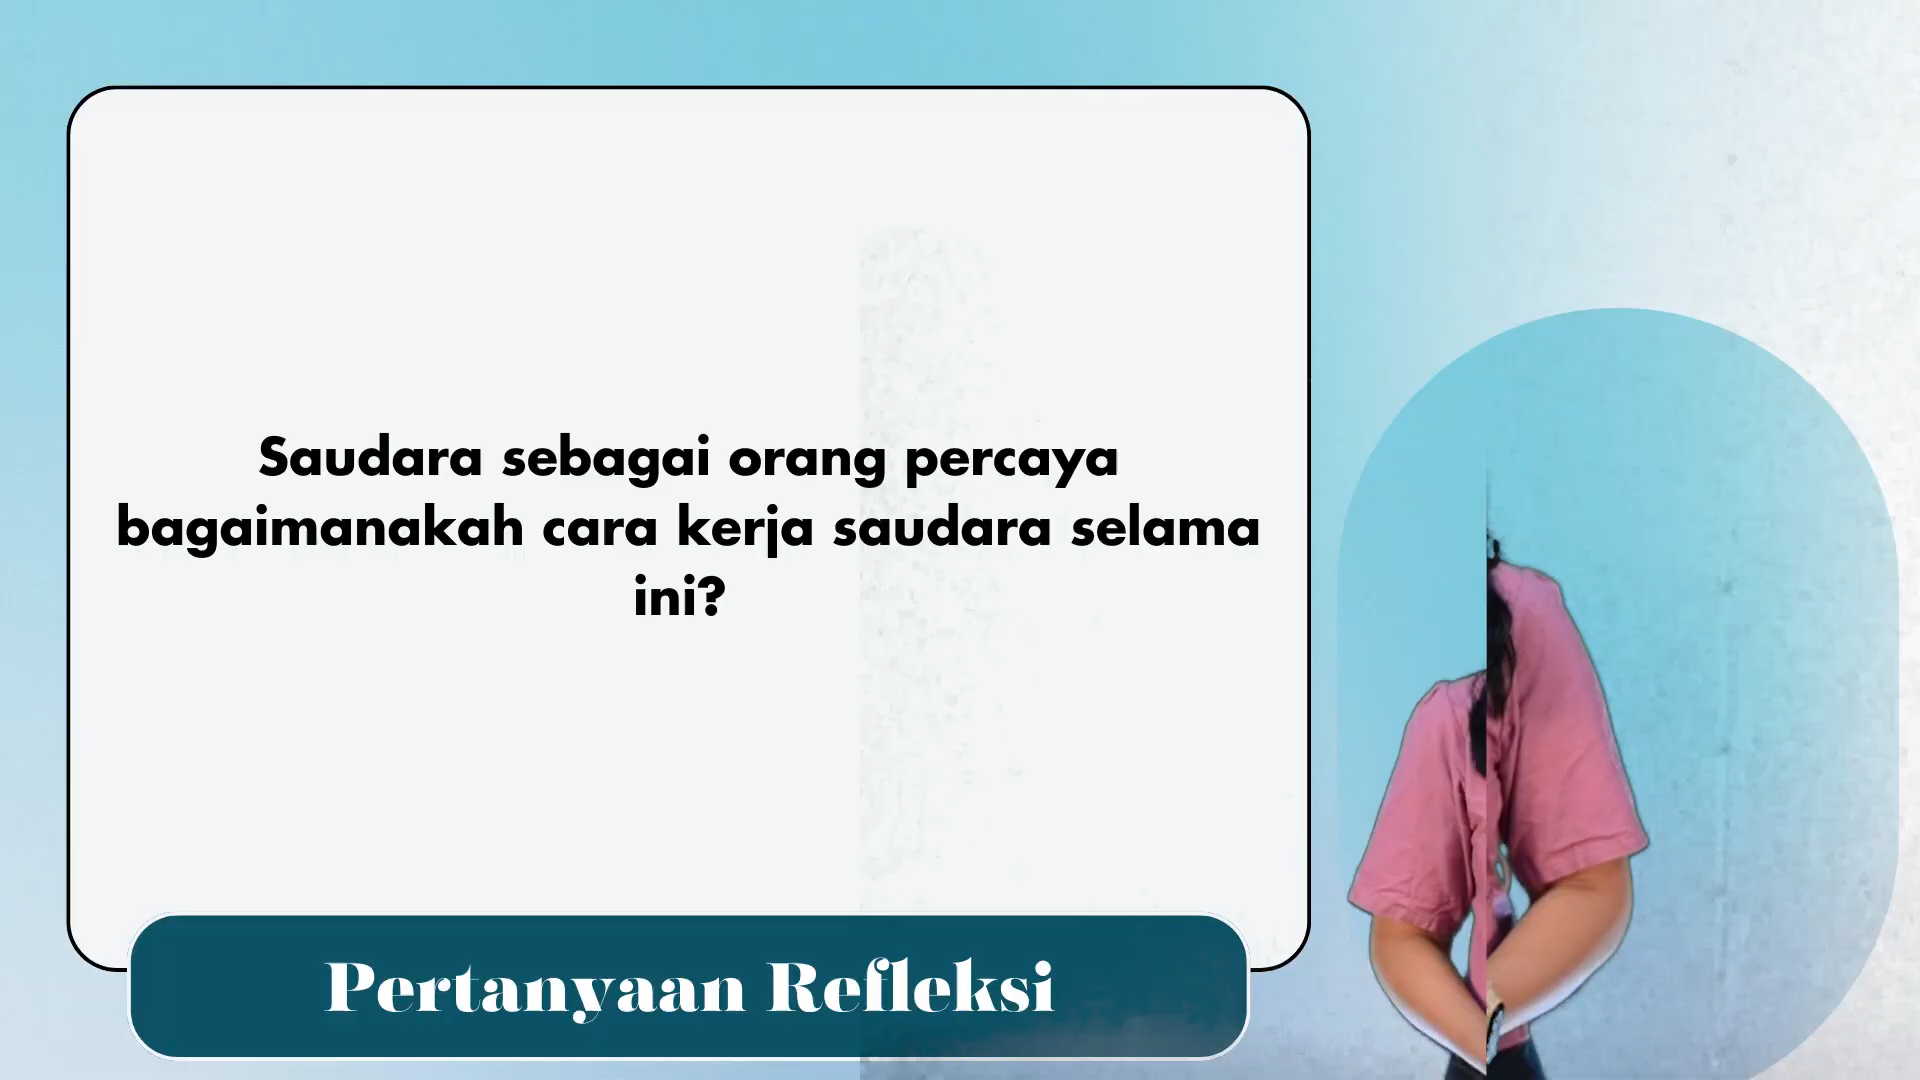 Saudara sebagai orang percaya
bagaimanakah cara kerja saudara selama
ini?
Pertanyaan Refleksi